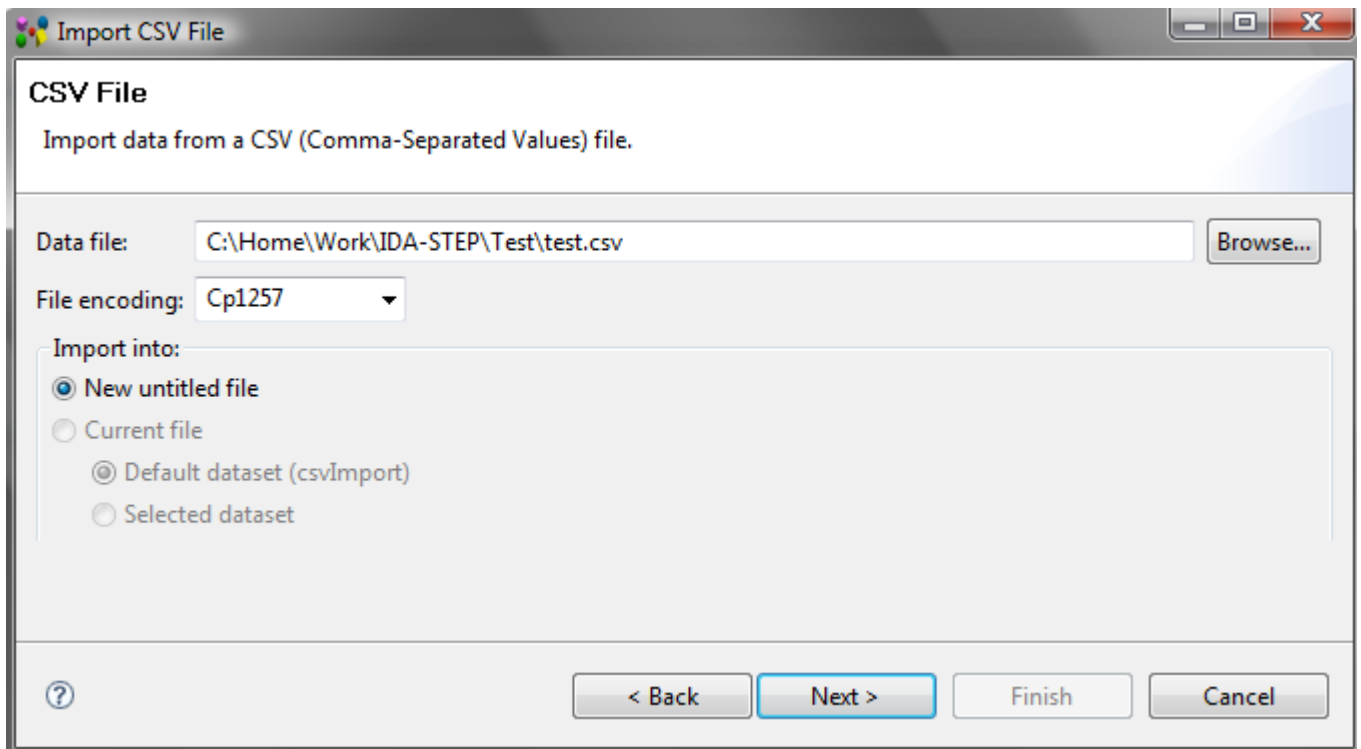 Import CSV File
CSV File
Import data from a CSV (Comma-Separated Values) file.
Data file: C:\Home\Work\IDA-STEP\Test\test.csv Browse...
File encoding: Cp1257
Import into:
New untitled file
Current file
Default dataset (csvImport)
Selected dataset
? < Back Next > Finish Cancel